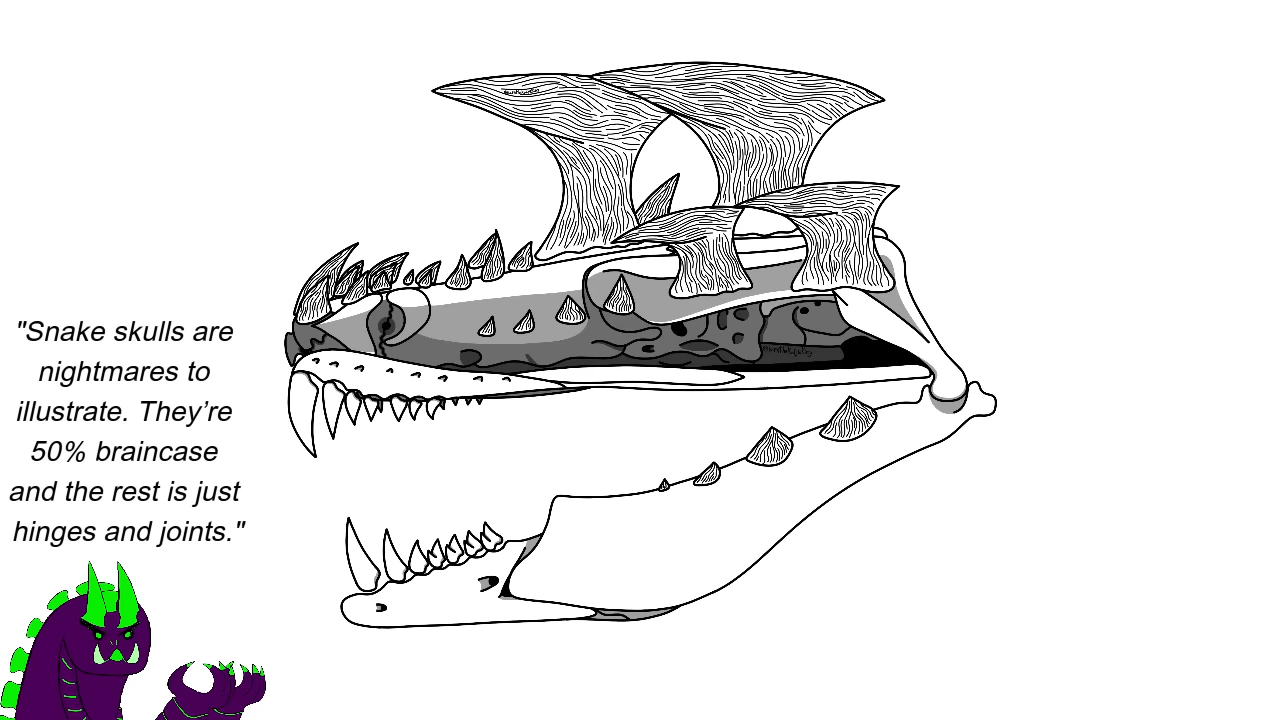 "Snake skulls are
nightmares to
illustrate. They’re
50% braincase
and the rest is just
hinges and joints."